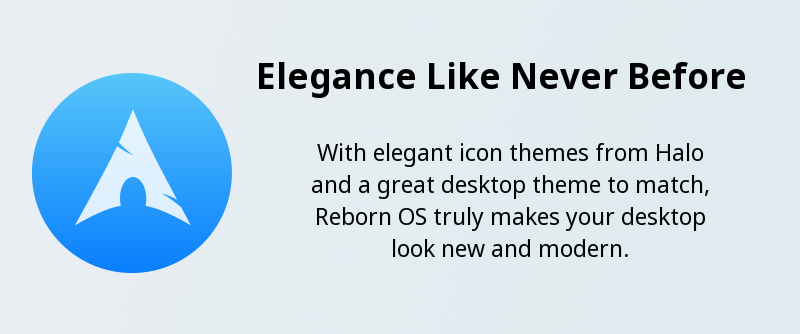 Elegance Like Never Before
With elegant icon themes from Halo
and a great desktop theme to match,
Reborn OS truly makes your desktop
look new and modern.